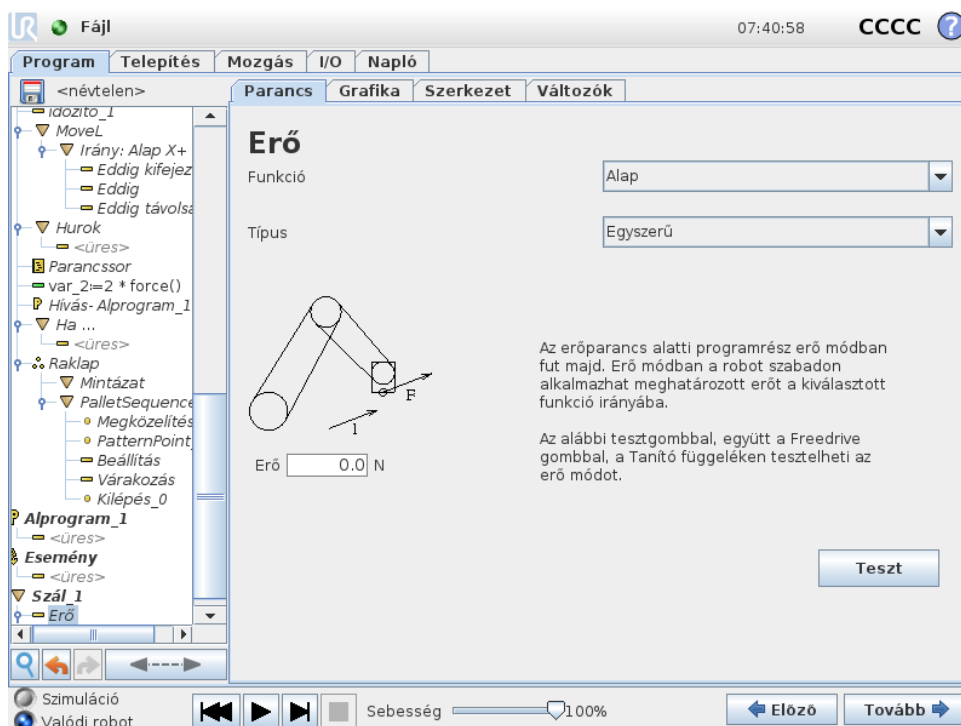 UR Fájl 07:40:58 CCCC ?
Program Telepítés Mozgás I/O Napló
<névtelen> Parancs Grafika Szerkezet Változók
Időzítő_1
MoveL
Irány: Alap X+
Eddig kifejez
Eddig
Eddig távolsá
Hurok
<üres>
Parancssor
var_2:=2 * force()
Hívás- Alprogram_1
Ha ...
<üres>
Raklap
Mintázat
PalletSequence
Megközelítés
PatternPoint_
Beállítás
Várakozás
Kilépés_0
Alprogram_1
<üres>
Esemény
<üres>
Szál_1
Erő
Erő
Funkció Alap
Típus Egyszerű
F
l
Erő 0.0 N
Az erőparancs alatti programrész erő módban
fut majd. Erő módban a robot szabadon
alkalmazhat meghatározott erőt a kiválasztott
funkció irányába.
Az alábbi tesztgombbal, együtt a Freedrive
gombbal, a Tanító függeléken tesztelheti az
erő módot.
Teszt
Szimuláció
Valódi robot
Sebesség 100%
Előző Tovább